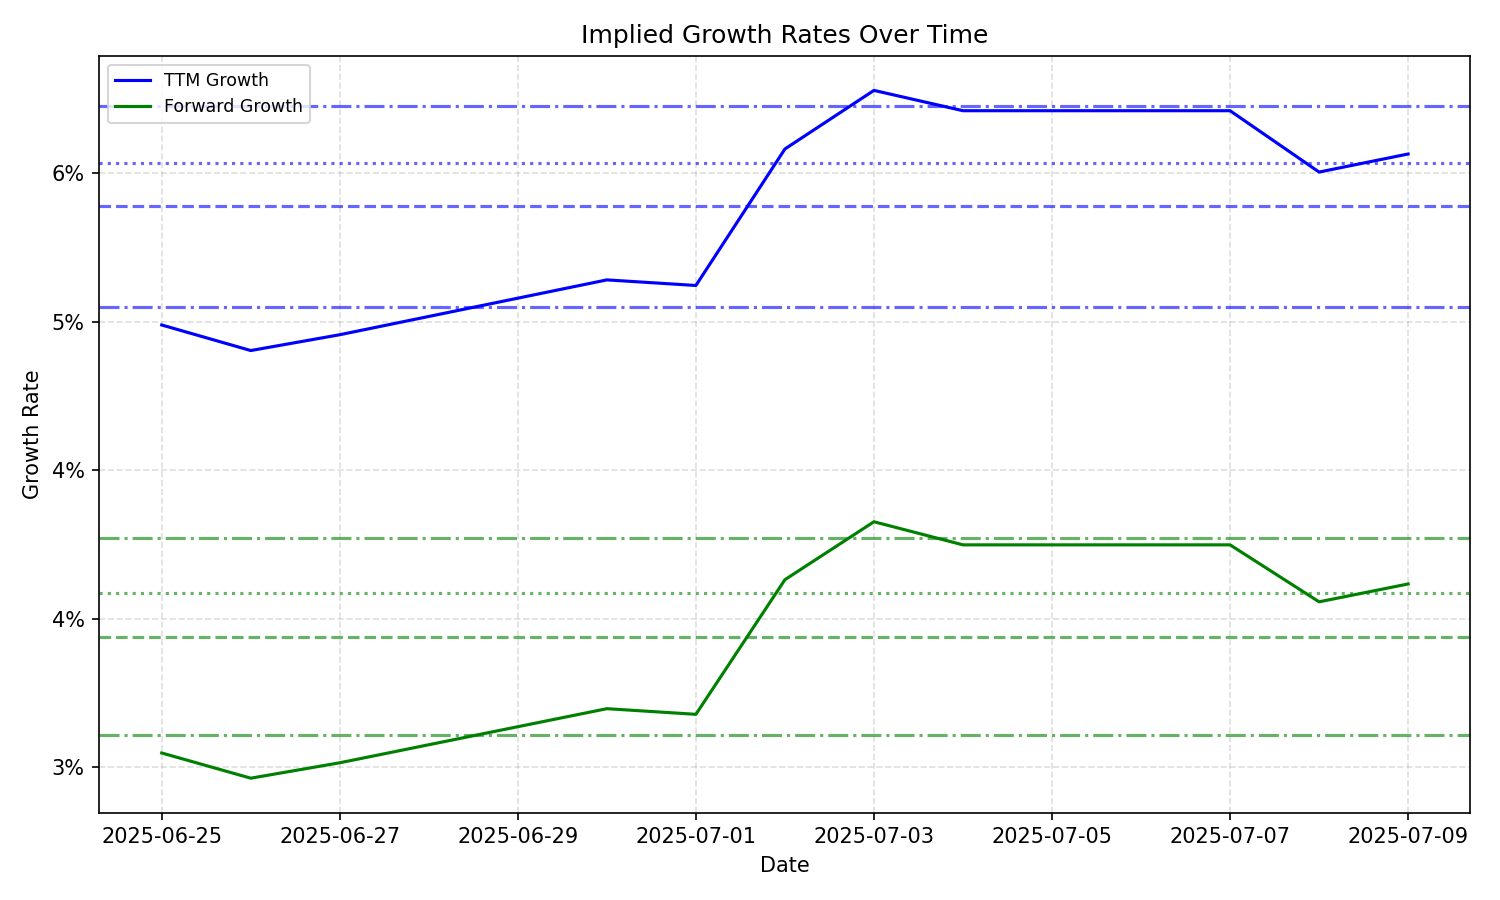 Implied Growth Rates Over Time
TTM Growth
Forward Growth
6%
5%
4%
4%
3%
Growth Rate
2025-06-25
2025-06-27
2025-06-29
2025-07-01
2025-07-03
2025-07-05
2025-07-07
2025-07-09
Date